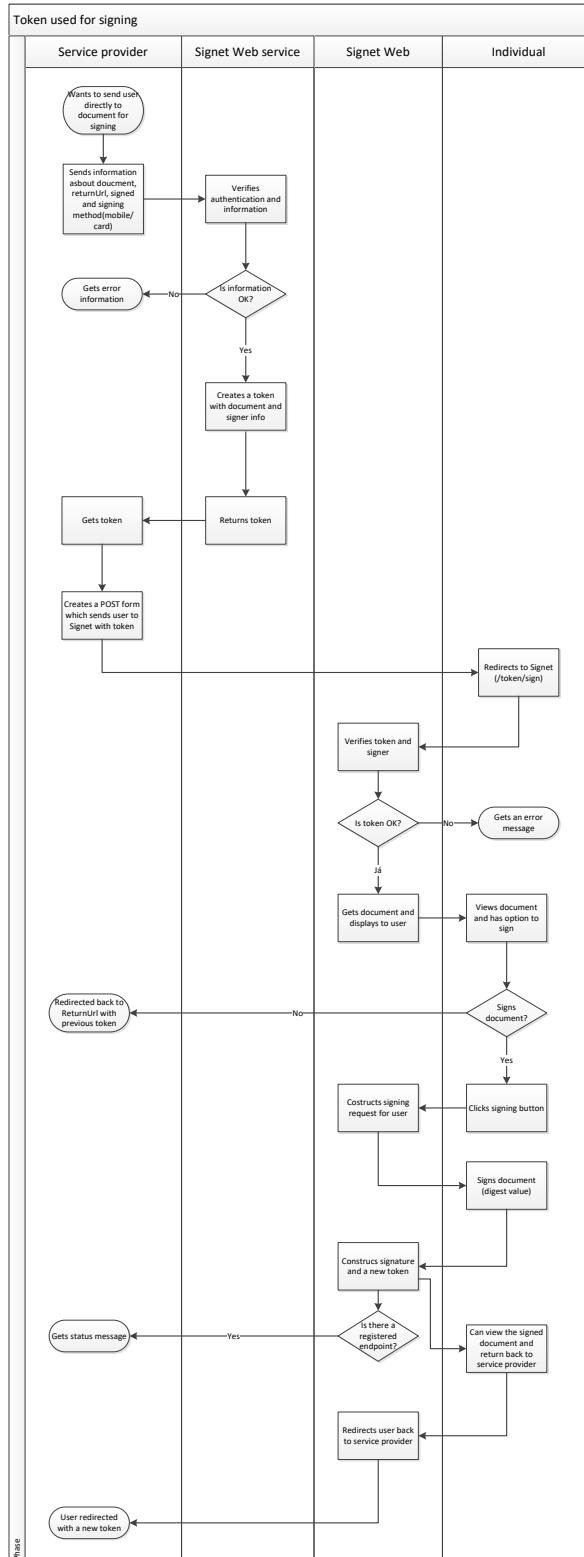 Token used for signing
Service provider
Signet Web service
Signet Web
Individual
Wants to send user
directly to
document for
signing
Sends information
asbout doucment,
returnUrl, signed
and signing
method(mobile/
card)
Verifies
authentication and
information
Gets error
information
No
Is information
OK?
Yes
Creates a token
with document and
signer info
Gets token
Returns token
Creates a POST form
which sends user to
Signet with token
Redirects to Signet
(/token/sign)
Verifies token and
signer
Is token OK?
No
Gets an error
message
Já
Gets document and
displays to user
Views document
and has option to
sign
Redirected back to
ReturnUrl with
previous token
No
Signs
document?
Yes
Costructs signing
request for user
Clicks signing button
Signs document
(digest value)
Construcs signature
and a new token
Gets status message
Yes
Is there a
registered
endpoint?
Can view the signed
document and
return back to
service provider
Redirects user back
to service provider
User redirected
with a new token
Phase